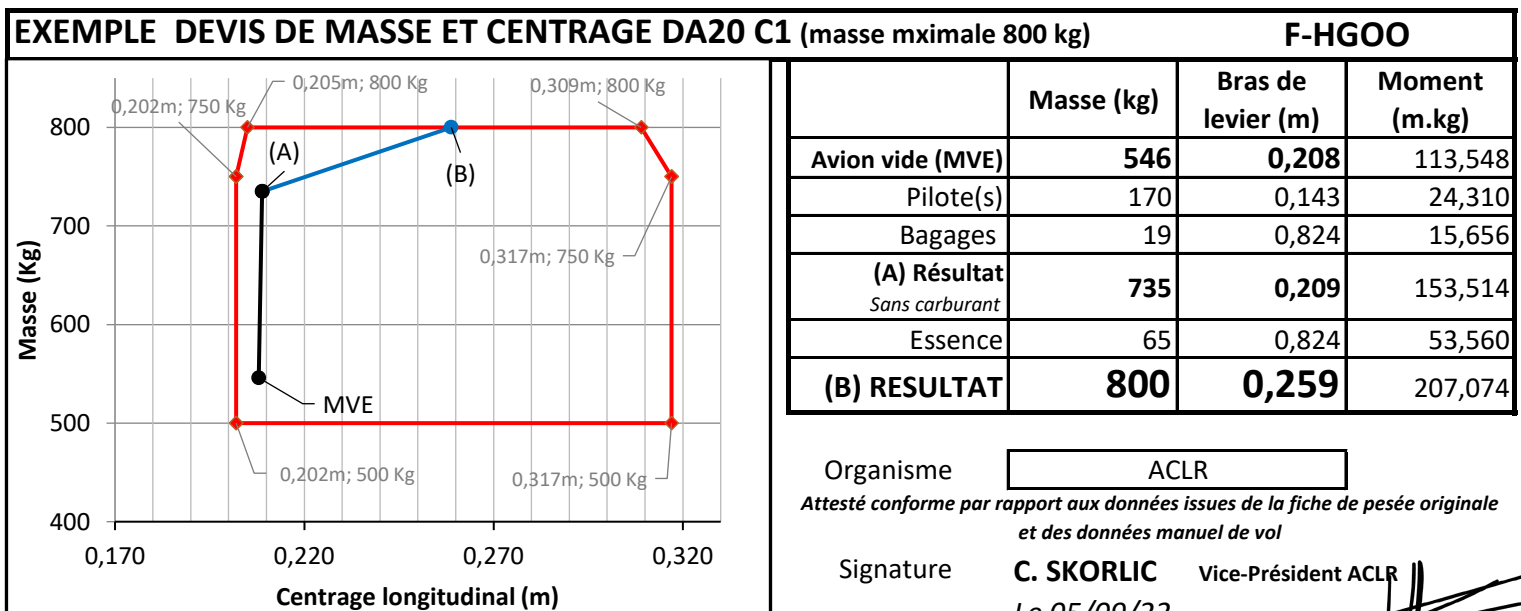 EXEMPLE DEVIS DE MASSE ET CENTRAGE DA20 C1 (masse mximale 800 kg) F-HGOO
0,205m; 800 Kg
0,309m; 800 Kg
0,202m; 750 Kg
800
(A)
(B)
700
0,317m; 750 Kg
600
MVE
500
0,202m; 500 Kg
0,317m; 500 Kg
400
0,170 0,220 0,270 0,320
Masse (Kg)
Centrage longitudinal (m)
Masse (kg) Bras de levier (m) Moment (m.kg)
Avion vide (MVE) 546 0,208 113,548
Pilote(s) 170 0,143 24,310
Bagages 19 0,824 15,656
(A) Résultat 735 0,209 153,514
Sans carburant
Essence 65 0,824 53,560
(B) RESULTAT 800 0,259 207,074
Organisme ACLR
Attesté conforme par rapport aux données issues de la fiche de pesée originale
et des données manuel de vol
Signature C. SKORLIC Vice-Président ACLR
Le 05/09/22